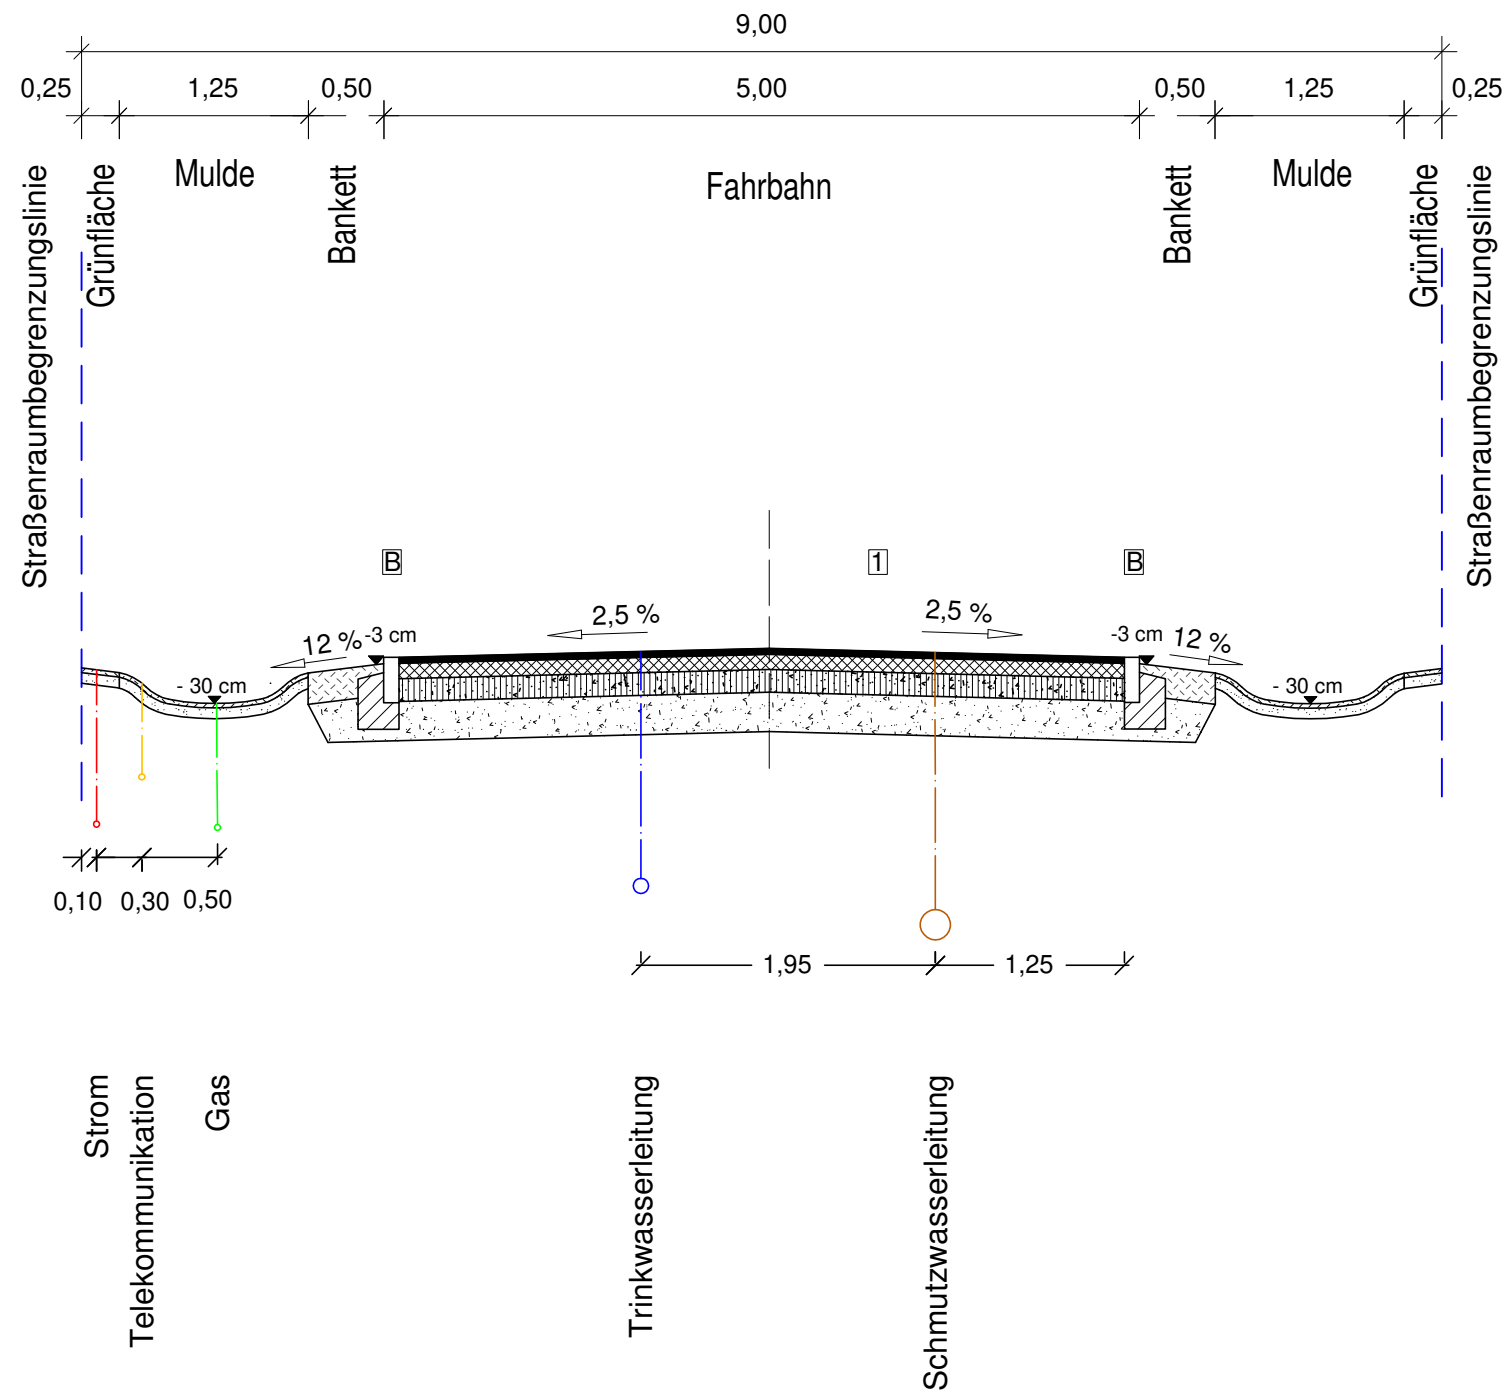 9,00
0,25
1,25
0,50
5,00
0,50
1,25
0,25
Straßenraumbegrenzungslinie
Grünfläche
Mulde
Bankett
Fahrbahn
Bankett
Mulde
Grünfläche
Straßenraumbegrenzungslinie
B
1
B
12 %
-3 cm
2,5 %
2,5 %
-3 cm
12 %
- 30 cm
- 30 cm
0,10
0,30
0,50
1,95
1,25
Strom
Telekommunikation
Gas
Trinkwasserleitung
Schmutzwasserleitung